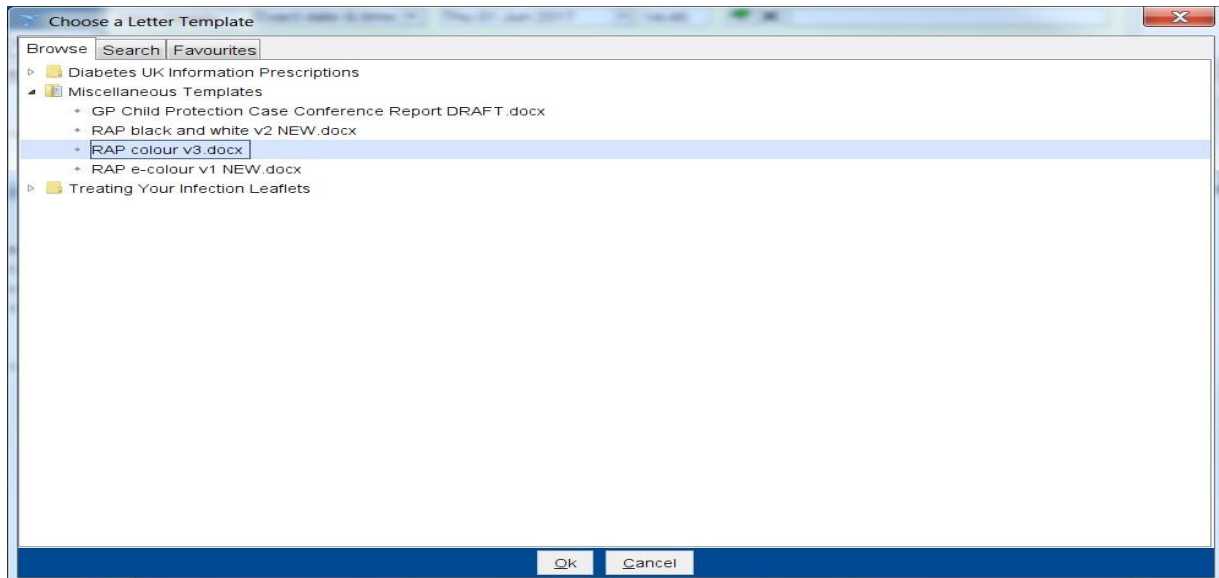 Choose a Letter Template
Browse Search Favourites
Diabetes UK Information Prescriptions
Miscellaneous Templates
GP Child Protection Case Conference Report DRAFT.docx
RAP black and white v2 NEW.docx
RAP colour v3.docx
RAP e-colour v1 NEW.docx
Treating Your Infection Leaflets
Ok Cancel